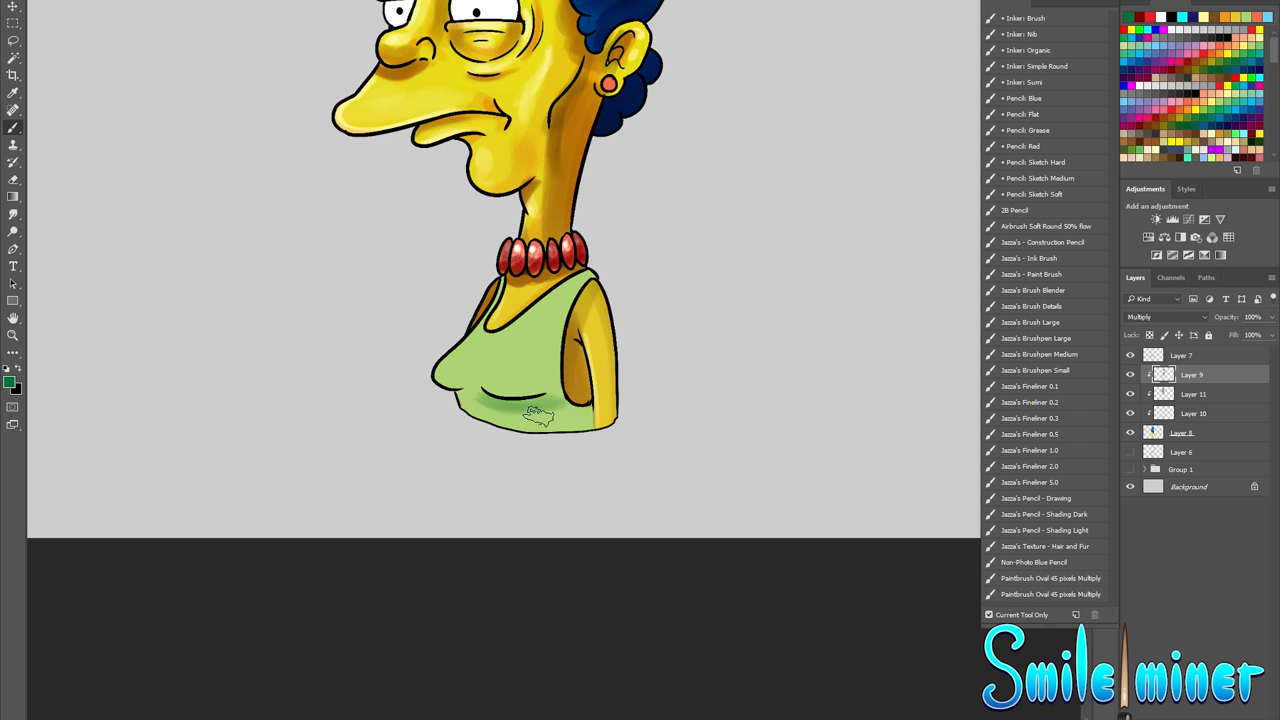 • Inker: Brush
• Inker: Nib
• Inker: Organic
• Inker: Simple Round
• Inker: Sumi
• Pencil: Blue
• Pencil: Flat
• Pencil: Grease
• Pencil: Red
• Pencil: Sketch Hard
• Pencil: Sketch Medium
• Pencil: Sketch Soft
2B Pencil
Airbrush Soft Round 50% flow
Jazza's - Construction Pencil
Jazza's - Ink Brush
Jazza's - Paint Brush
Jazza's Brush Blender
Jazza's Brush Details
Jazza's Brush Large
Jazza's Brushpen Large
Jazza's Brushpen Medium
Jazza's Brushpen Small
Jazza's Fineliner 0.1
Jazza's Fineliner 0.2
Jazza's Fineliner 0.3
Jazza's Fineliner 0.5
Jazza's Fineliner 1.0
Jazza's Fineliner 2.0
Jazza's Fineliner 5.0
Jazza's Pencil - Drawing
Jazza's Pencil - Shading Dark
Jazza's Pencil - Shading Light
Jazza's Texture - Hair and Fur
Non-Photo Blue Pencil
Paintbrush Oval 45 pixels Multiply
Paintbrush Oval 45 pixels Multiply
Current Tool Only
Adjustments Styles
Add an adjustment
Layers Channels Paths
Kind
Multiply Opacity: 100%
Lock: Fill: 100%
Layer 7
Layer 9
Layer 11
Layer 10
Layer 8
Layer 6
Group 1
Background
Smile miner